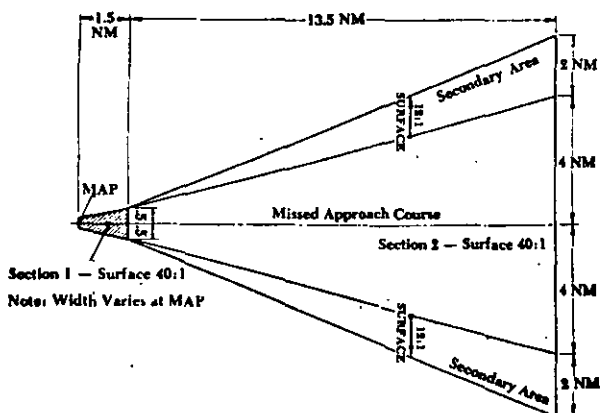 1.5
NM
13.5 NM
Secondary Area
2 NM
SURFACE
12:1
4 NM
MAP
.5
.5
Missed Approach Course
Section 1 — Surface 40:1
Section 2 — Surface 40:1
Note: Width Varies at MAP
4 NM
SURFACE
12:1
Secondary Area
2 NM